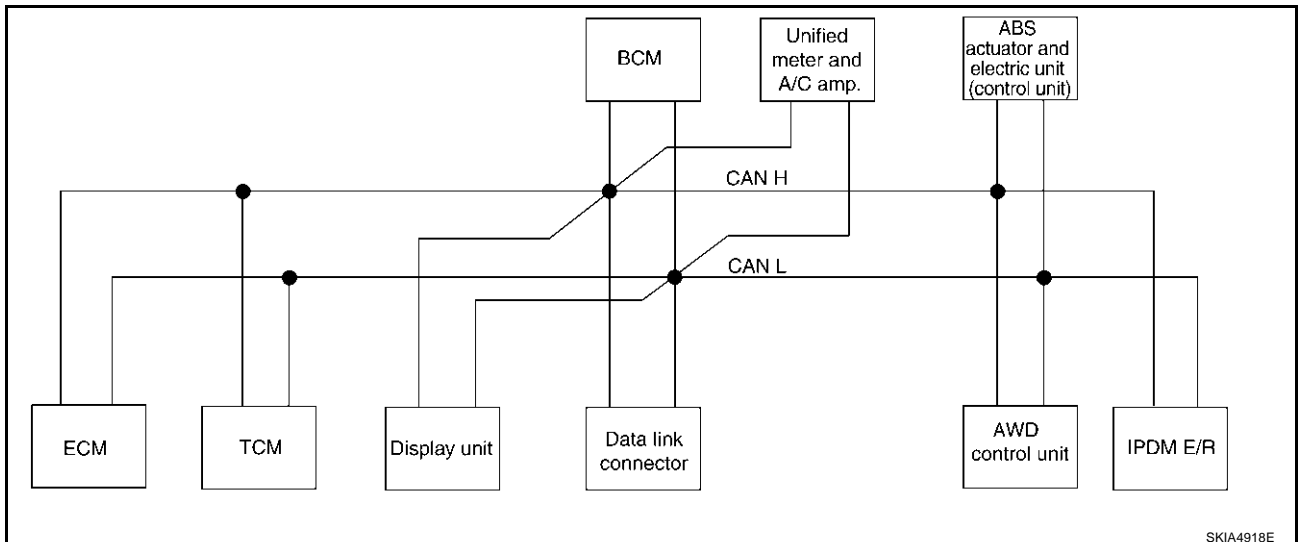 BCM
Unified
meter and
A/C amp.
ABS
actuator and
electric unit
(control unit)
CAN H
CAN L
ECM
TCM
Display unit
Data link
connector
AWD
control unit
IPDM E/R
SKIA4918E